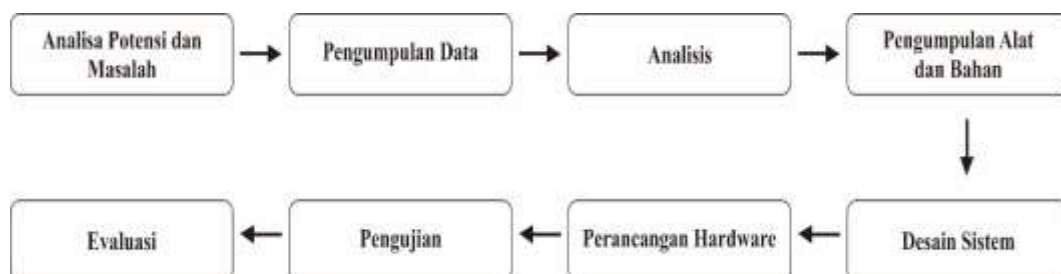 Analisa Potensi dan
Masalah
Pengumpulan Data
Analisis
Pengumpulan Alat
dan Bahan
Desain Sistem
Perancangan Hardware
Pengujian
Evaluasi